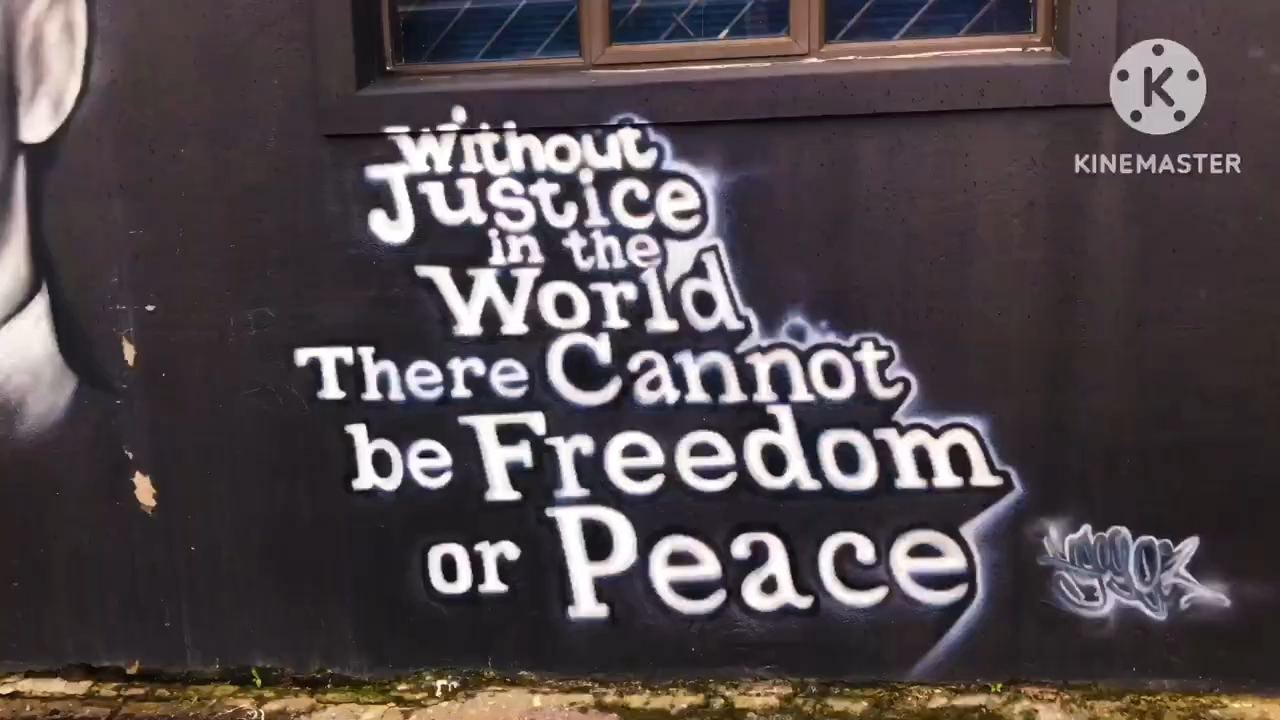 Without
Justice
in the
World
There Cannot
be Freedom
or Peace
K
KINEMASTER